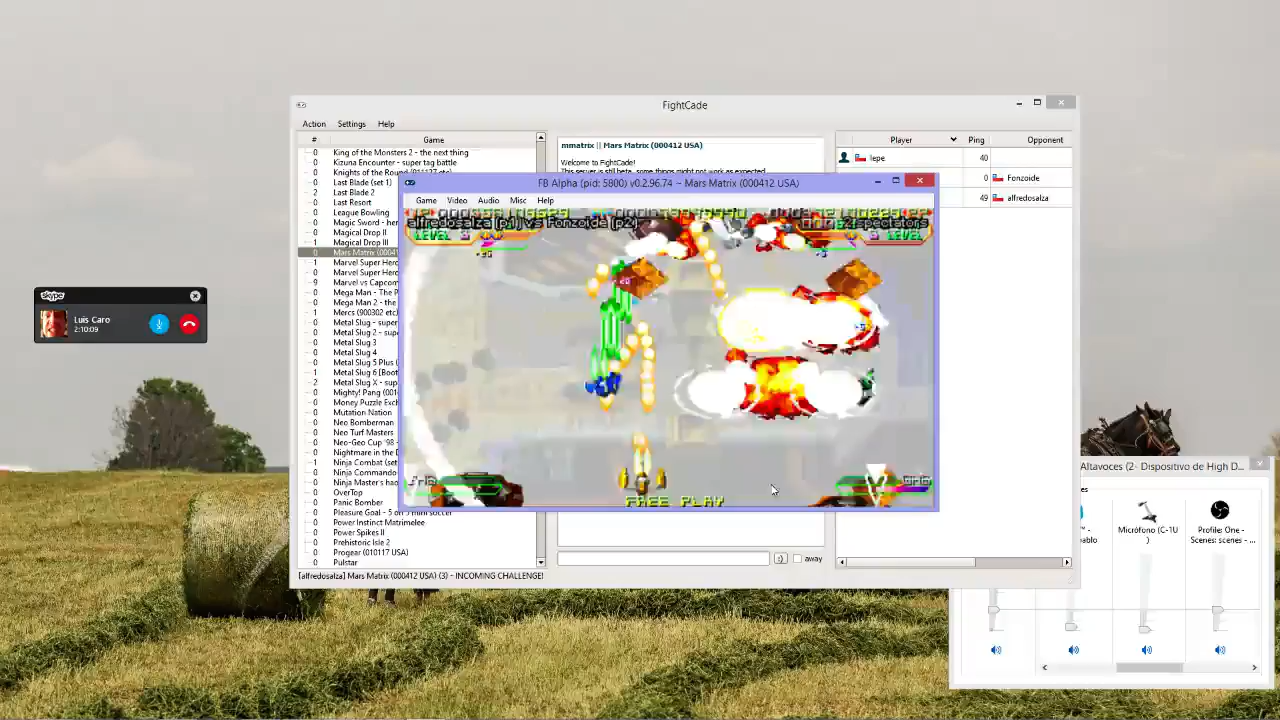 FightCade
Action Settings Help
# Game
0 King of the Monsters 2 - the next thing
0 Kizuna Encounter - super tag battle
0 Knights of the Round (011127 etc)
0 Last Blade (set 1)
2 Last Blade 2
0 Last Resort
0 League Bowling
0 Magic Sword - her
0 Magical Drop II
1 Magical Drop III
0 Mars Matrix (0004
1 Marvel Super Hero
0 Marvel Super Hero
9 Marvel vs Capcom
0 Mega Man - The P
0 Mega Man 2 - the
1 Mercs (900302 etc)
0 Metal Slug - super
0 Metal Slug 2 - supe
0 Metal Slug 3
0 Metal Slug 4
0 Metal Slug 5 Plus (
1 Metal Slug 6 [Boot
2 Metal Slug X - supe
0 Mighty! Pang (001
0 Money Puzzle Exch
0 Mutation Nation
0 Neo Bomberman
0 Neo Turf Masters
0 Neo-Geo Cup '98 -
0 Nightmare in the D
1 Ninja Combat (set
0 Ninja Commando
0 Ninja Master's hac
0 OverTop
0 Panic Bomber
0 Pleasure Goal - 5 on 5 mini soccer
0 Power Instinct Matrimelee
0 Power Spikes II
0 Prehistoric Isle 2
0 Progear (010117 USA)
0 Pulstar
mmatrix || Mars Matrix (000412 USA)
Welcome to FightCade!
This server is still beta, some things might not work as expected
Player Ping Opponent
lepe 40
0 Fonzoide
49 alfredosalza
FB Alpha (pid: 5800) v0.2.96.74 - Mars Matrix (000412 USA)
Game Video Audio Misc Help
alfredosalza (p1) vs Fonzoide (p2)
spectators
LEVEL
LEVEL
FREE PLAY
away
[alfredosalza] Mars Matrix (000412 USA) (3) - INCOMING CHALLENGE!
skype
Luis Caro
2:10:09
Altavoces (2- Dispositivo de High D...
es
ablo
Micrófono (C-1U
)
Profile: One -
Scenes: scenes - ...